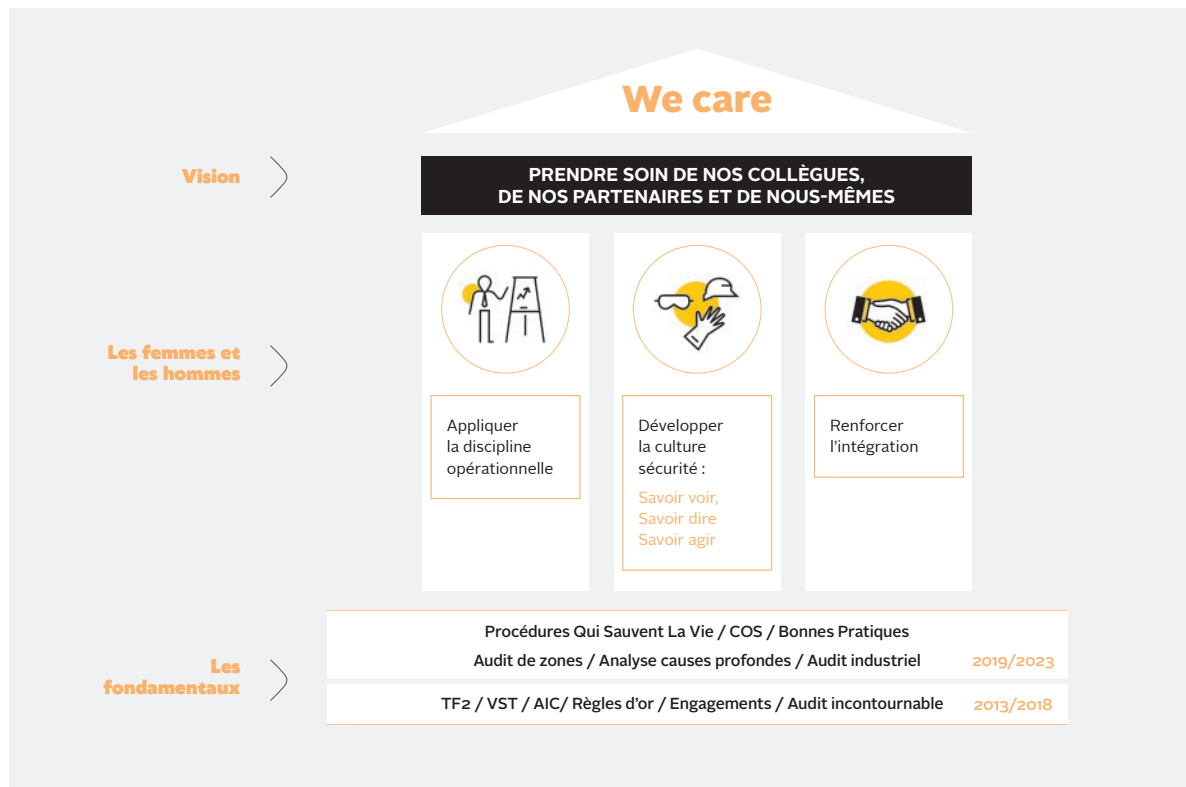 We care
Vision
PRENDRE SOIN DE NOS COLLÈGUES,
DE NOS PARTENAIRES ET DE NOUS-MÊMES
Les femmes et
les hommes
Appliquer
la discipline
opérationnelle
Développer
la culture
sécurité :
Savoir voir,
Savoir dire
Savoir agir
Renforcer
l’intégration
Les
fondamentaux
Procédures Qui Sauvent La Vie / COS / Bonnes Pratiques
Audit de zones / Analyse causes profondes / Audit industriel 2019/2023
TF2 / VST / AIC/ Règles d’or / Engagements / Audit incontournable 2013/2018